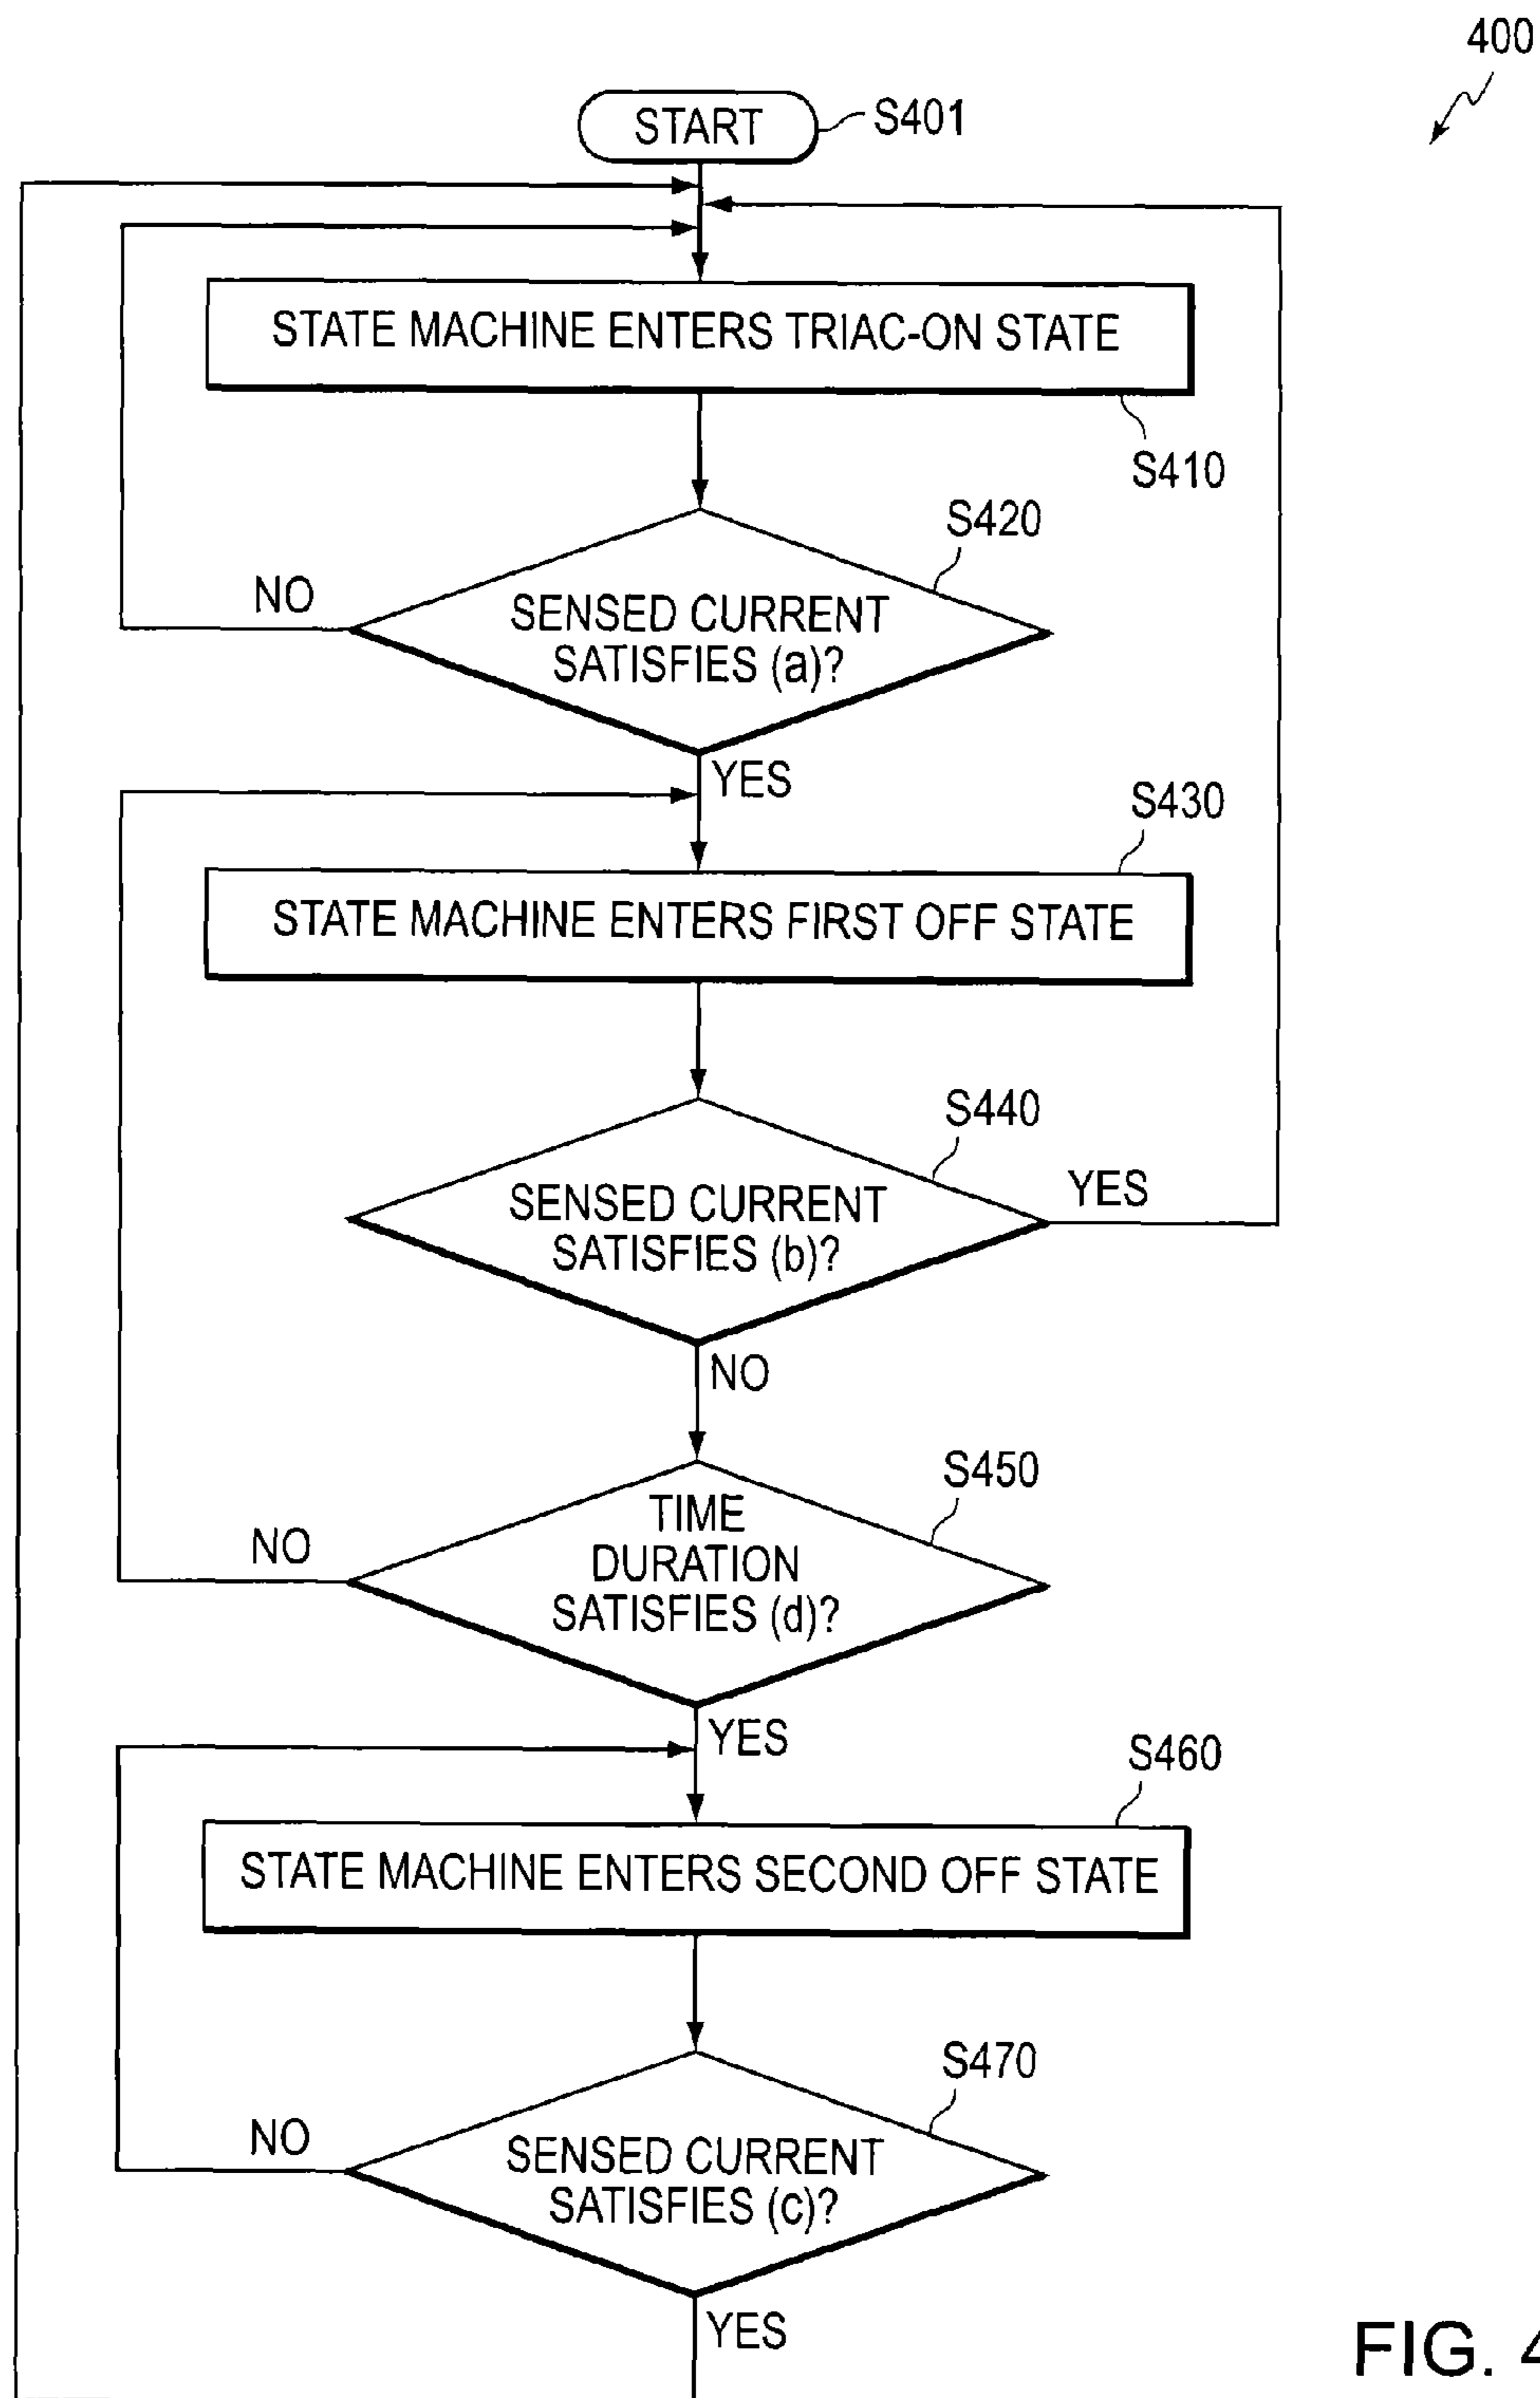 400
START
S401
STATE MACHINE ENTERS TRIAC-ON STATE
S410
S420
NO
SENSED CURRENT
SATISFIES (a)?
YES
S430
STATE MACHINE ENTERS FIRST OFF STATE
S440
YES
SENSED CURRENT
SATISFIES (b)?
NO
S450
TIME
NO
DURATION
SATISFIES (d)?
YES
S460
STATE MACHINE ENTERS SECOND OFF STATE
S470
NO
SENSED CURRENT
SATISFIES (c)?
YES
FIG. 4